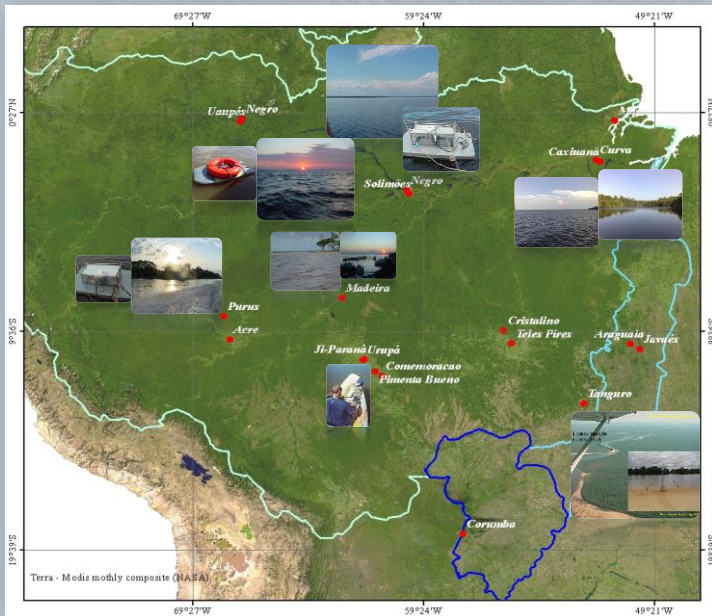 69°27'W 59°24'W 49°21'W
0°27'N
Uaupés Negro
Caxiuanã Curva
Solimões Negro
Madeira
Purus
Acre
Cristalino
Teles Pires
Araguaia Javaés
Ji-Paraná Urupá
Comemoracao
Pimenta Bueno
Tanguro
Corumba
9°36'S
19°39'S
Terra - Modis mothly composite (NASA)
69°27'W 59°24'W 49°21'W